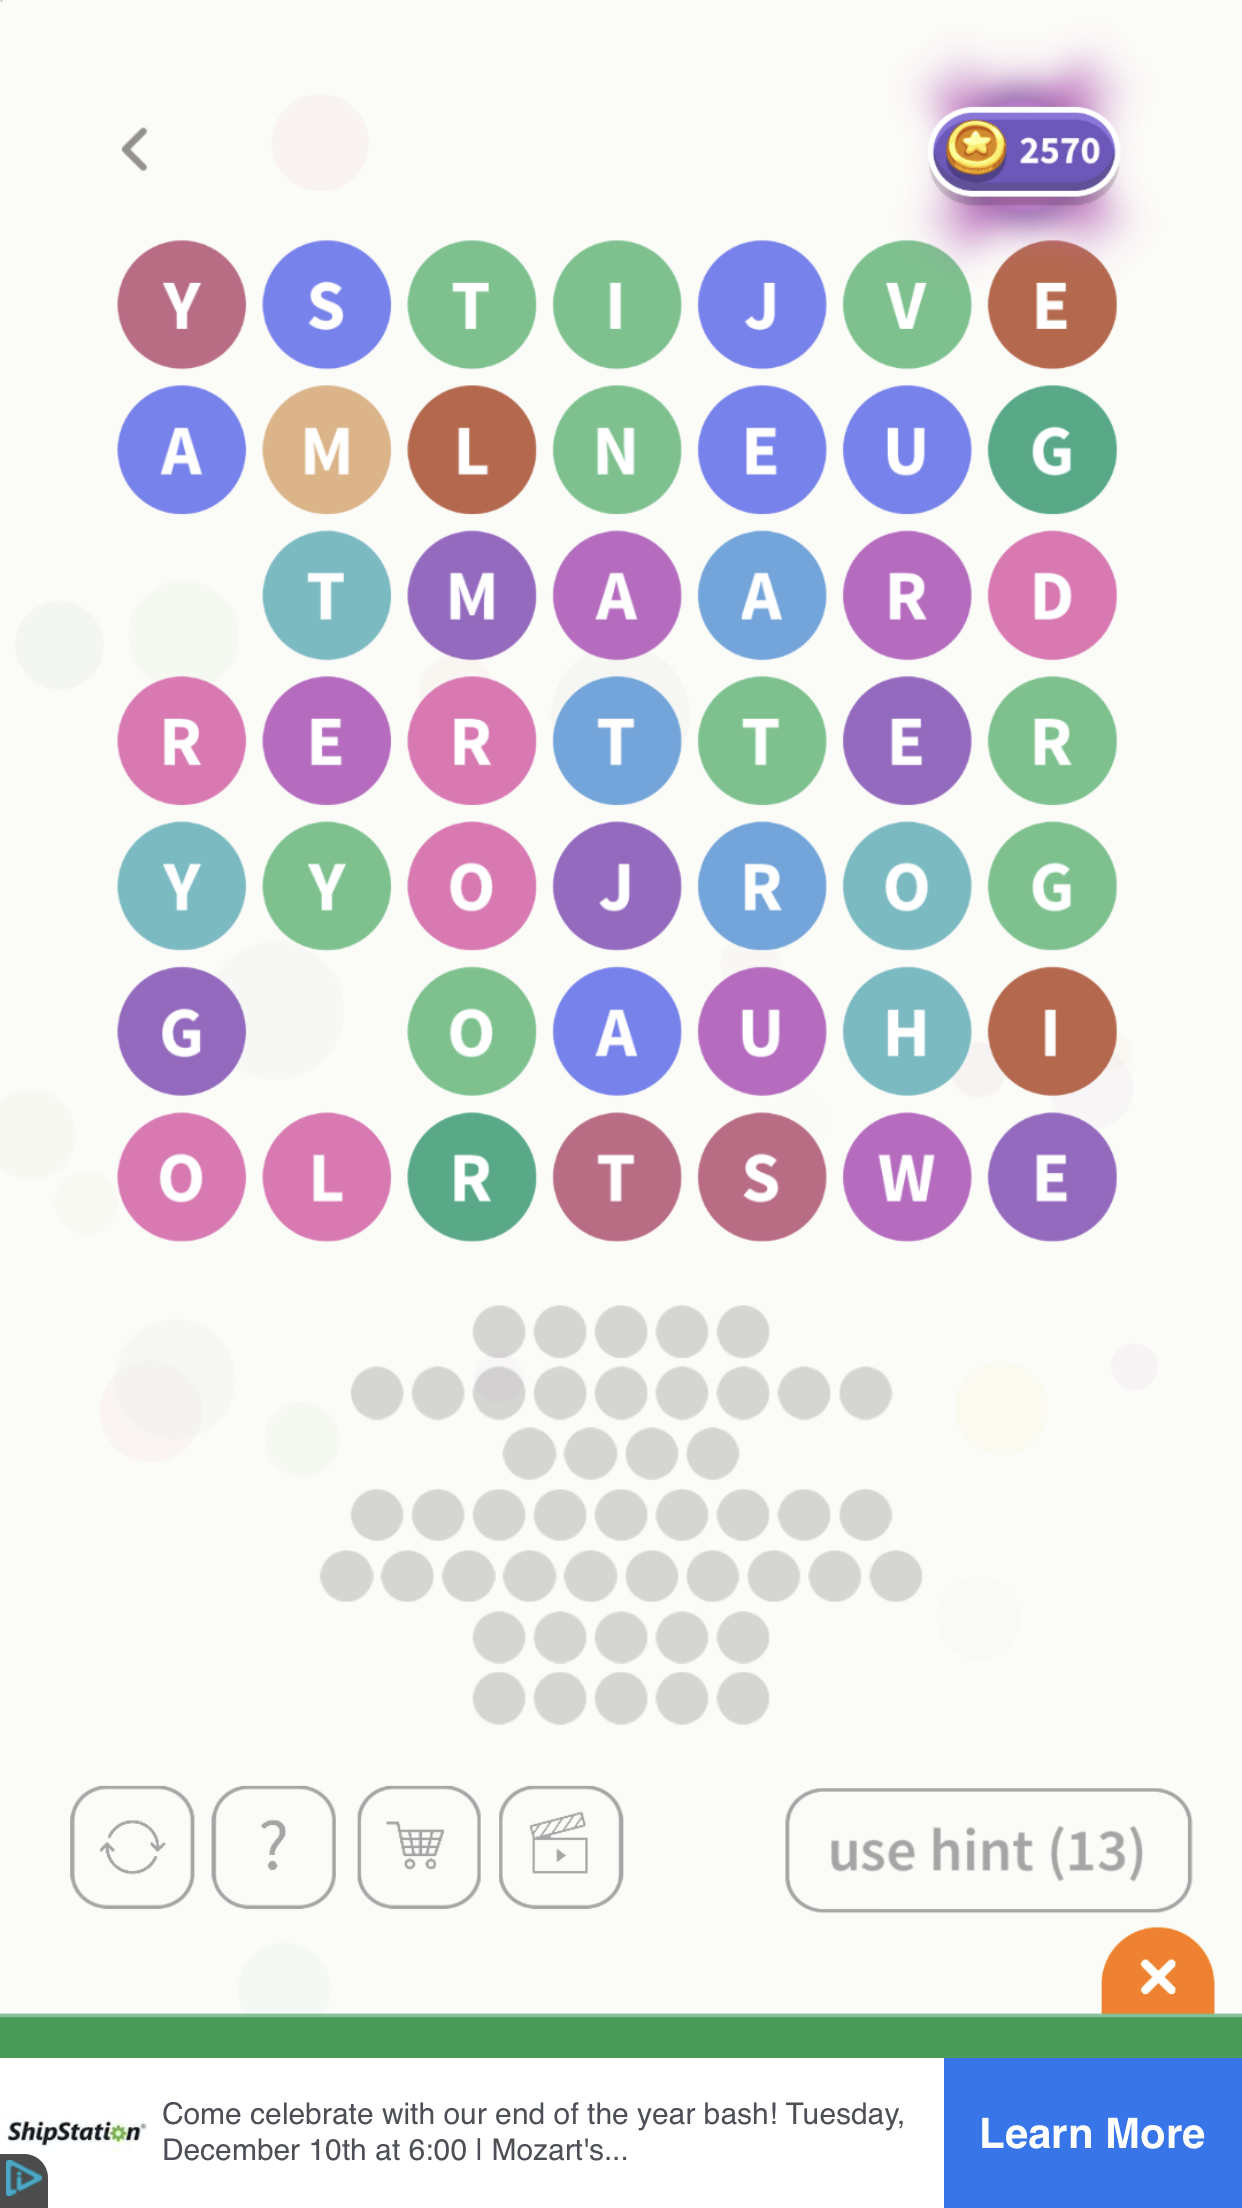 2570
Y S T I J V E
A M L N E U G
T M A A R D
R E R T T E R
Y Y O J R O G
G O A U H I
O L R T S W E
?
use hint (13)
ShipStation
Come celebrate with our end of the year bash! Tuesday,
December 10th at 6:00 | Mozart's...
Learn More